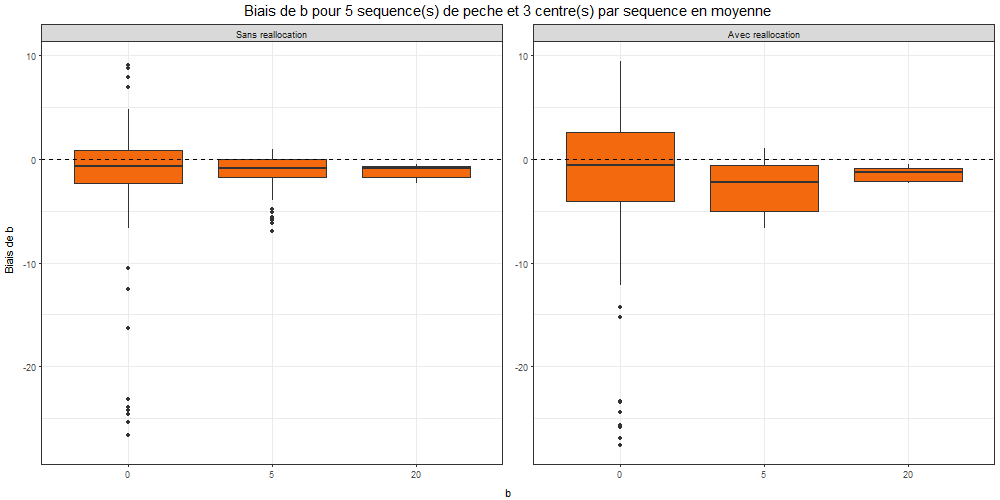 Biais de b pour 5 sequence(s) de peche et 3 centre(s) par sequence en moyenne
Sans reallocation
Avec reallocation
Biais de b
10
0
-10
-20
10
0
-10
-20
0
5
20
0
5
20
b